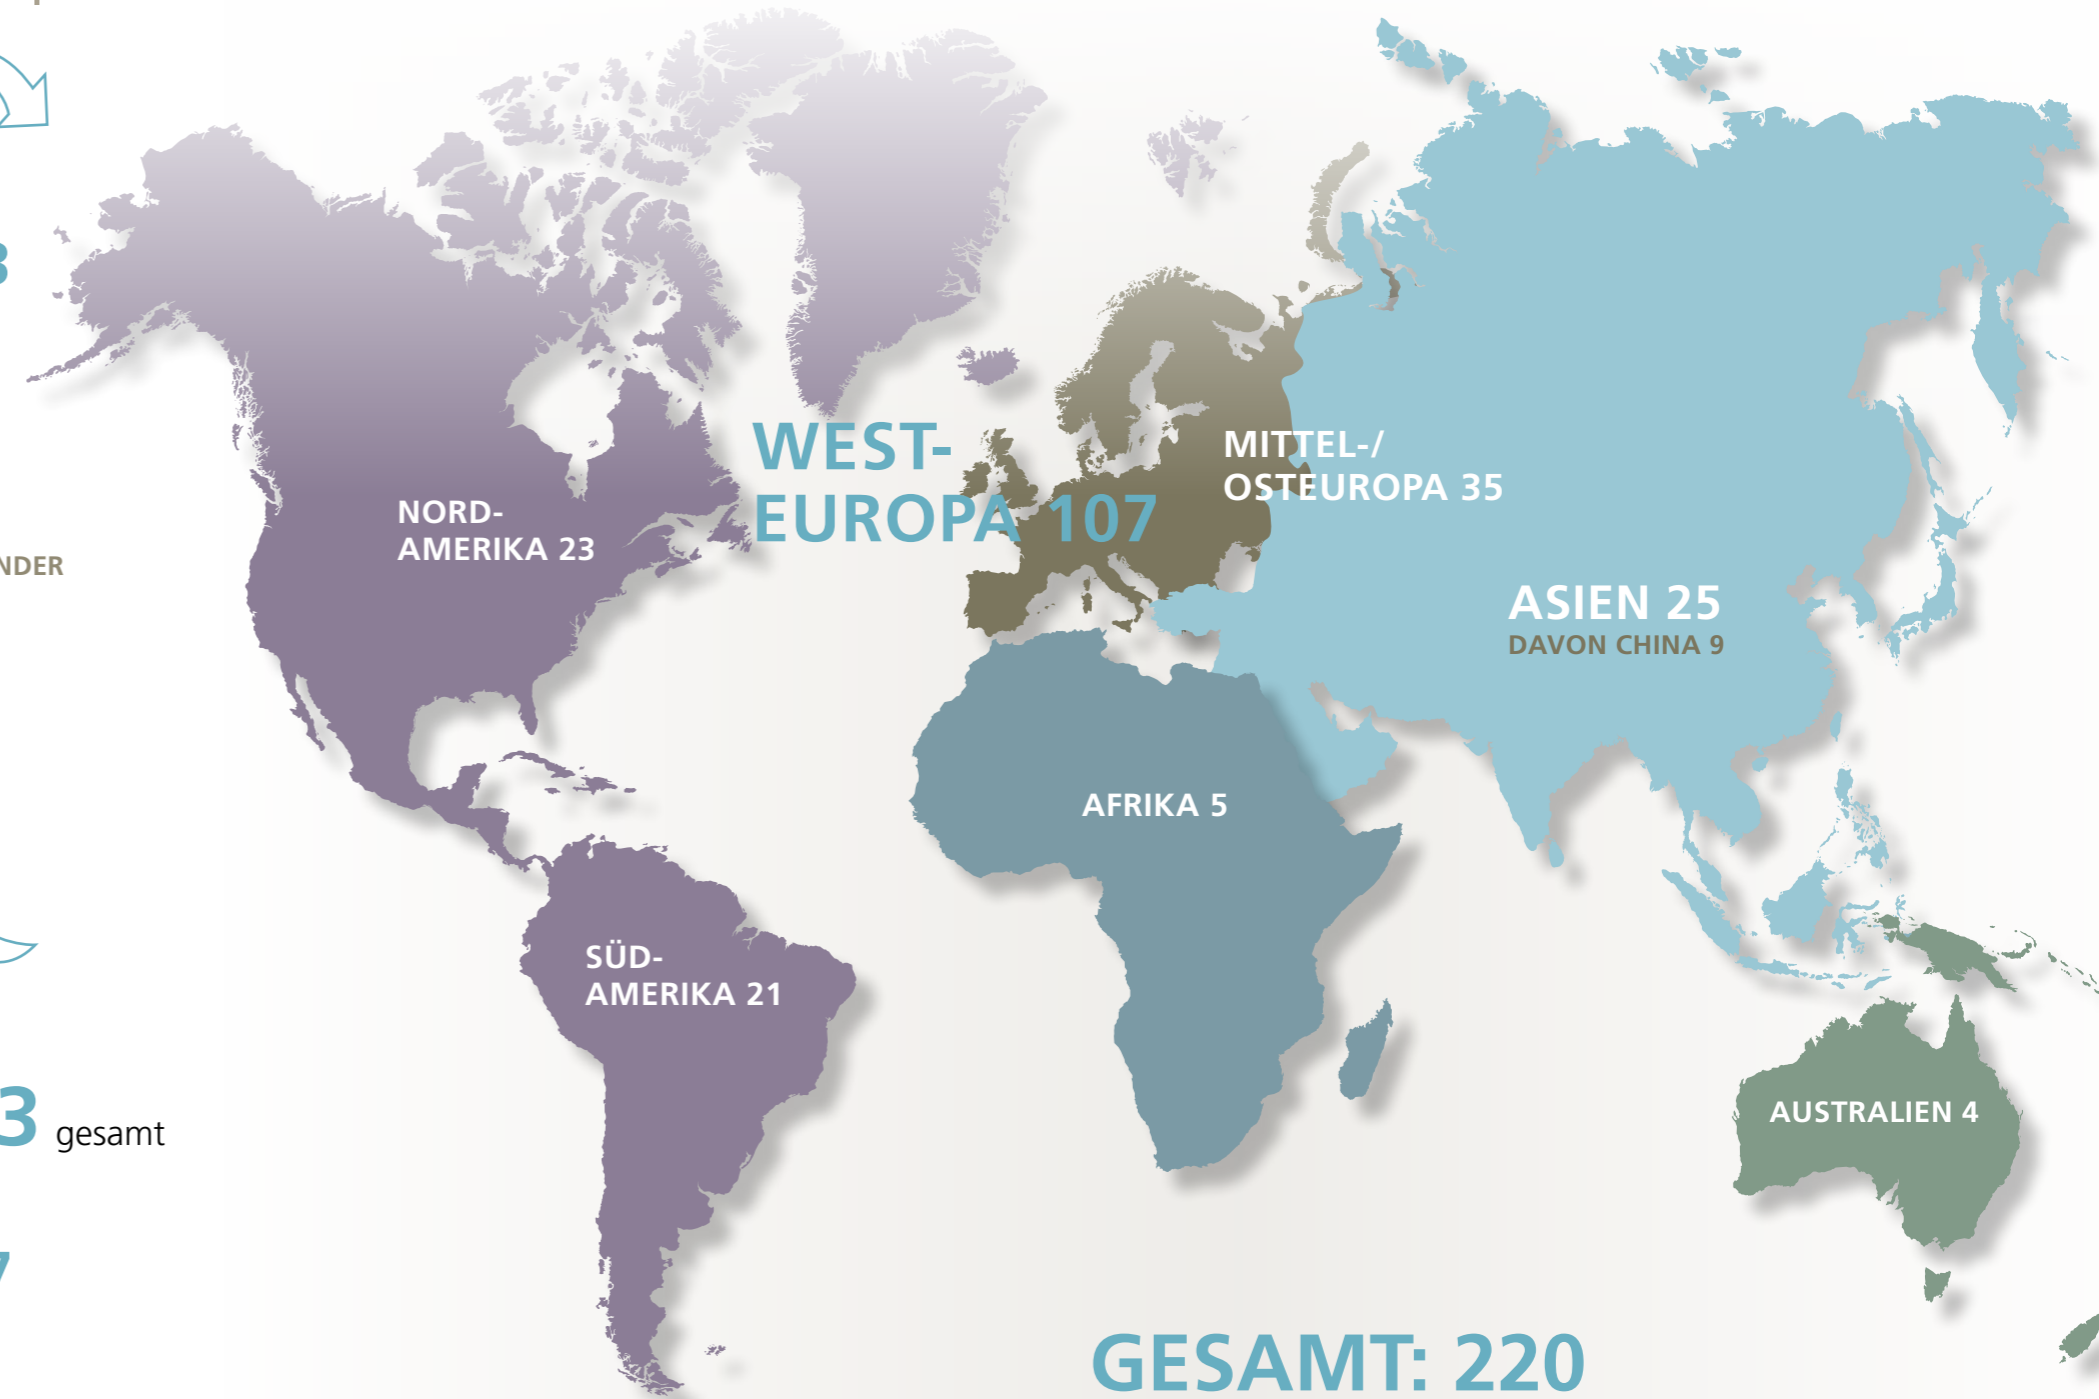 WEST-
EUROPA 107
MITTEL-/
OSTEUROPA 35
NORD-
AMERIKA 23
ASIEN 25
DAVON CHINA 9
AFRIKA 5
SÜD-
AMERIKA 21
AUSTRALIEN 4
3 gesamt
GESAMT: 220